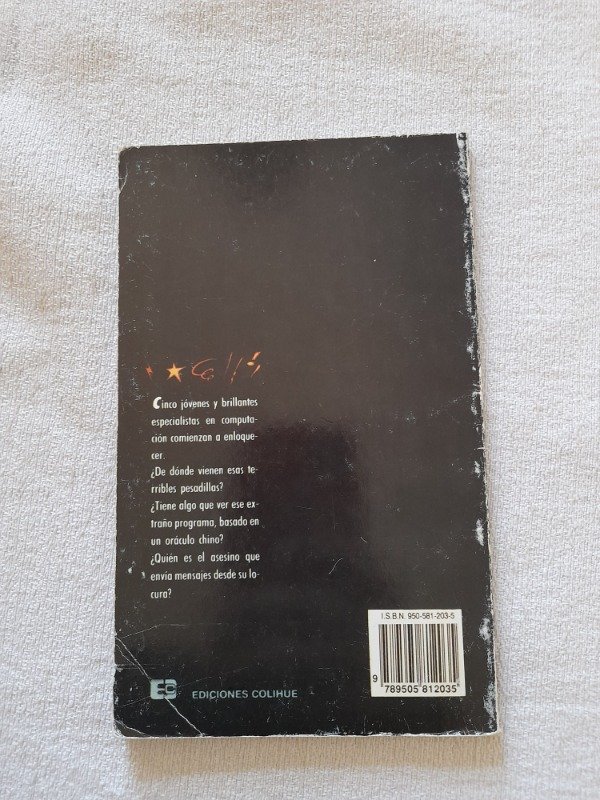 Cinco jóvenes y brillantes
especialistas en computa-
ción comienzan a enloque-
cer.
¿De dónde vienen esas te-
rribles pesadillas?
¿Tiene algo que ver ese ex-
traño programa, basado en
un oráculo chino?
¿Quién es el asesino que
envía mensajes desde su lo-
cura?
I.S.B.N. 950-581-203-5
9 789505 812035
EC EDICIONES COLIHUE